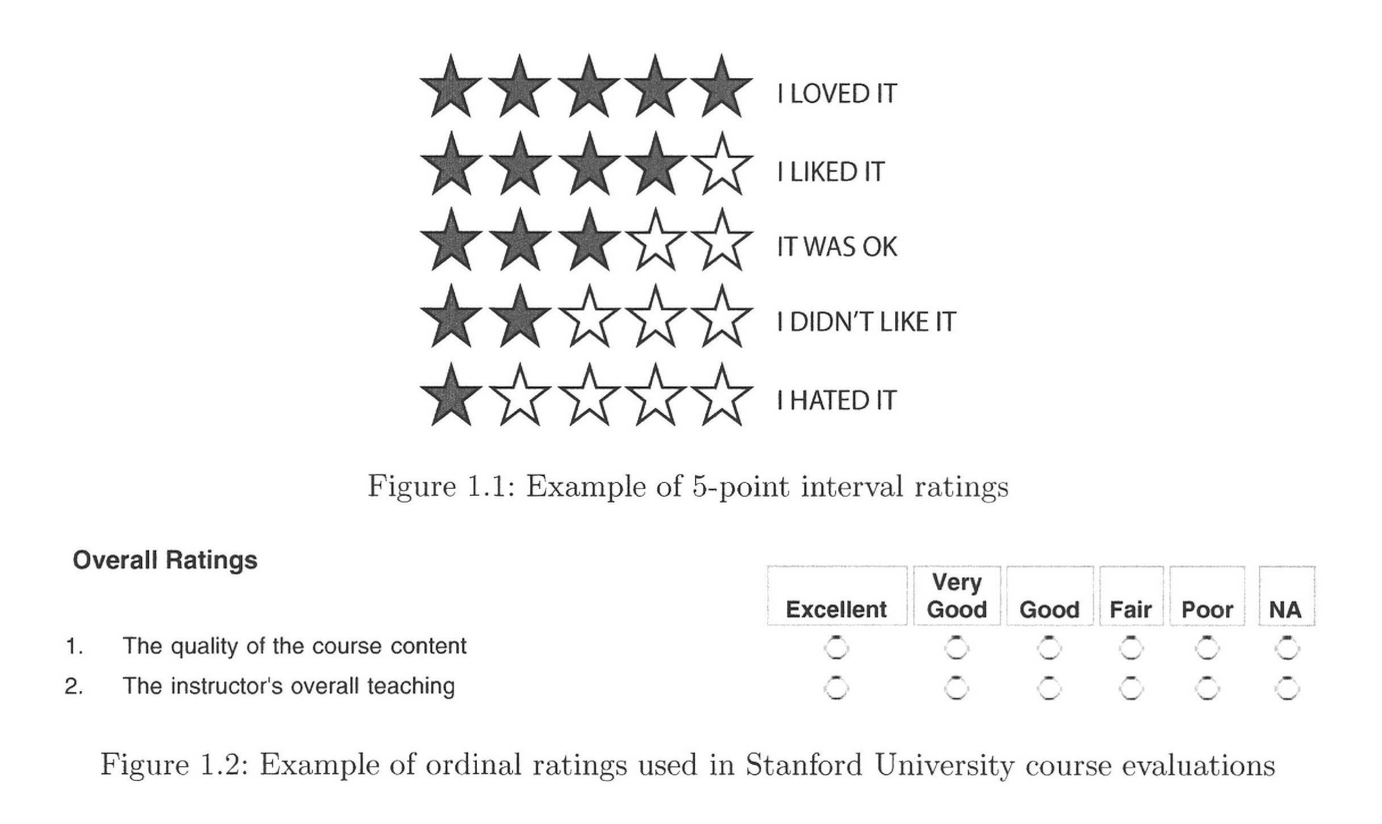 I LOVED IT
I LIKED IT
IT WAS OK
I DIDN'T LIKE IT
I HATED IT
Figure 1.1: Example of 5-point interval ratings
Overall Ratings
Excellent Very Good Good Fair Poor NA
1. The quality of the course content
2. The instructor's overall teaching
Figure 1.2: Example of ordinal ratings used in Stanford University course evaluations